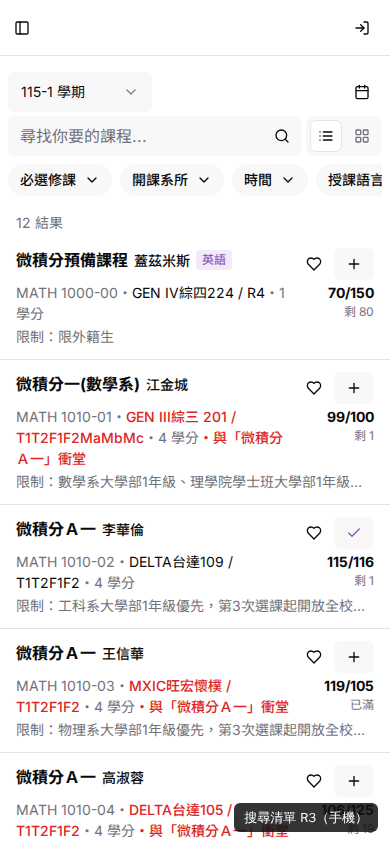 115-1 學期
尋找你要的課程...
必選修課 開課系所 時間 授課語言
12 結果
微積分預備課程 蓋茲米斯 英語
MATH 1000-00・GEN IV綜四224 / R4・1
學分
70/150
剩 80
限制：限外籍生
微積分一(數學系) 江金城
MATH 1010-01・GEN III綜三 201 /
T1T2F1F2MaMbMc・4 學分・與「微積分
Ａ一」衝堂
99/100
剩 1
限制：數學系大學部1年級、理學院學士班大學部1年級...
微積分Ａ一 李華倫
MATH 1010-02・DELTA台達109 /
T1T2F1F2・4 學分
115/116
剩 1
限制：工科系大學部1年級優先，第3次選課起開放全校...
微積分Ａ一 王信華
MATH 1010-03・MXIC旺宏懷樸 /
T1T2F1F2・4 學分・與「微積分Ａ一」衝堂
119/105
已滿
限制：物理系大學部1年級優先，第3次選課起開放全校...
微積分Ａ一 高淑蓉
MATH 1010-04・DELTA台達105 /
T1T2F1F2・4 學分・與「微積分Ａ一」衝堂
106/125
剩 19
搜尋清單 R3（手機）